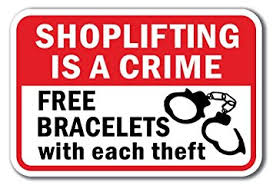 SHOPLIFTING
IS A CRIME
FREE
BRACELETS
with each theft